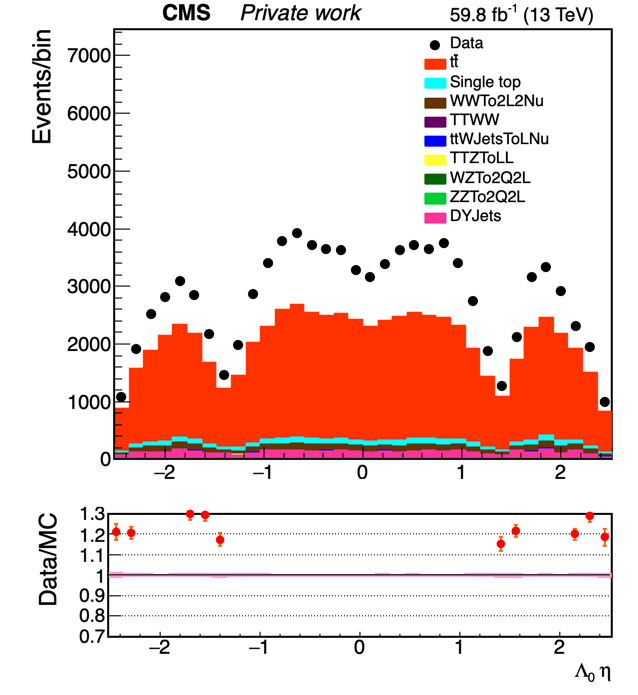 CMS Private work 59.8 fb⁻¹ (13 TeV)
Events/bin
7000
6000
5000
4000
3000
2000
1000
0
Data
tt̄
Single top
WWTo2L2Nu
TTWW
ttWJetsToLNu
TTZToLL
WZTo2Q2L
ZZTo2Q2L
DYJets
−2 −1 0 1 2
Data/MC
1.3
1.2
1.1
1
0.9
0.8
0.7
−2 −1 0 1 2
Λ₀ η